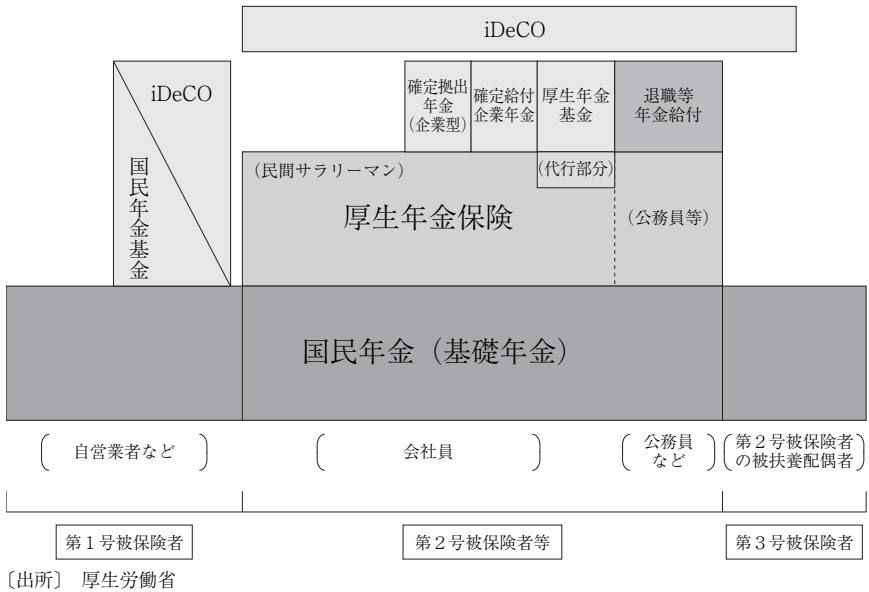 iDeCO
iDeCO
国民年金基金
確定拠出
年金
(企業型)
確定給付
企業年金
厚生年金
基金
退職等
年金給付
(民間サラリーマン)
(代行部分)
厚生年金保険
(公務員等)
国民年金（基礎年金）
自営業者など
会社員
公務員
など
第２号被保険者
の被扶養配偶者
第１号被保険者
第２号被保険者等
第３号被保険者
〔出所〕 厚生労働省